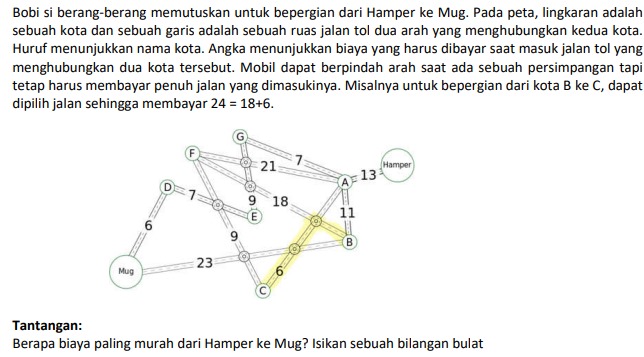 Bobi si berang-berang memutuskan untuk bepergian dari Hamper ke Mug. Pada peta, lingkaran adalah
sebuah kota dan sebuah garis adalah sebuah ruas jalan tol dua arah yang menghubungkan kedua kota.
Huruf menunjukkan nama kota. Angka menunjukkan biaya yang harus dibayar saat masuk jalan tol yang
menghubungkan dua kota tersebut. Mobil dapat berpindah arah saat ada sebuah persimpangan tapi
tetap harus membayar penuh jalan yang dimasukinya. Misalnya untuk bepergian dari kota B ke C, dapat
dipilih jalan sehingga membayar 24 = 18+6.
G
F
21
7
13
Hamper
A
D
7
9
18
E
11
6
9
B
23
6
Mug
C
Tantangan:
Berapa biaya paling murah dari Hamper ke Mug? Isikan sebuah bilangan bulat